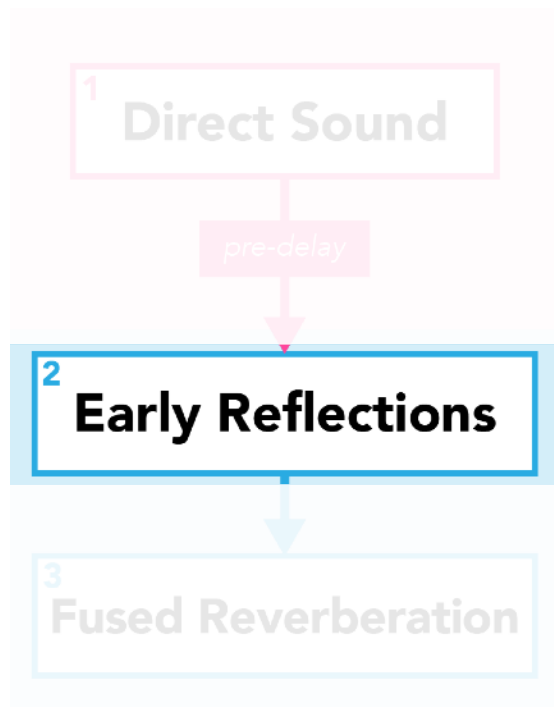 1
Direct Sound
pre-delay
2
Early Reflections
3
Fused Reverberation